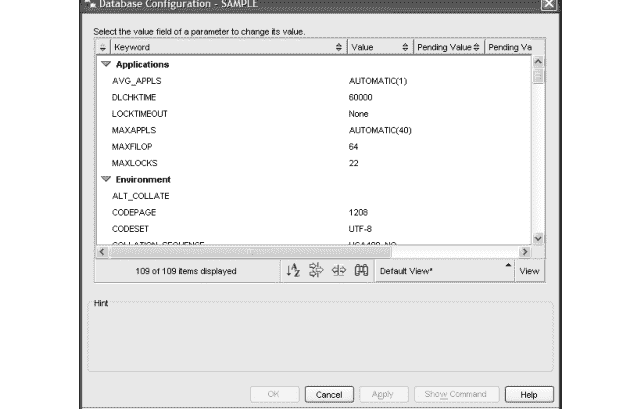 Database Configuration - SAMPLE
Select the value field of a parameter to change its value.
Keyword Value Pending Value Pending Va
Applications
AVG_APPLS AUTOMATIC(1)
DLCHKTIME 60000
LOCKTIMEOUT None
MAXAPPLS AUTOMATIC(40)
MAXFILOP 64
MAXLOCKS 22
Environment
ALT_COLLATE
CODEPAGE 1208
CODESET UTF-8
109 of 109 items displayed Default View* View
Hint
OK Cancel Apply Show Command Help